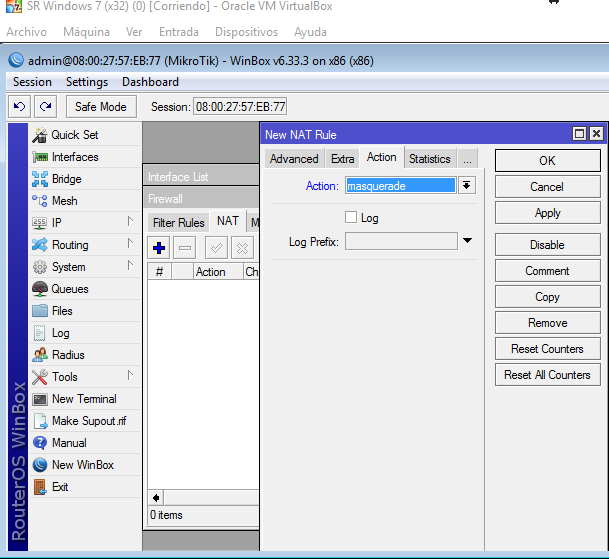 SR Windows 7 (x32) (0) [Corriendo] - Oracle VM VirtualBox
Archivo Máquina Ver Entrada Dispositivos Ayuda
admin@08:00:27:57:EB:77 (MikroTik) - WinBox v6.33.3 on x86 (x86)
Session Settings Dashboard
Safe Mode Session: 08:00:27:57:EB:77
Quick Set
Interfaces
Bridge
Mesh
IP
Routing
System
Queues
Files
Log
Radius
Tools
New Terminal
Make Supout.rif
Manual
New WinBox
Exit
RouterOS WinBox
Interface List
Firewall
Filter Rules NAT M
# Action Ch
0 items
New NAT Rule
Advanced Extra Action Statistics ...
Action: masquerade
Log
Log Prefix:
OK
Cancel
Apply
Disable
Comment
Copy
Remove
Reset Counters
Reset All Counters